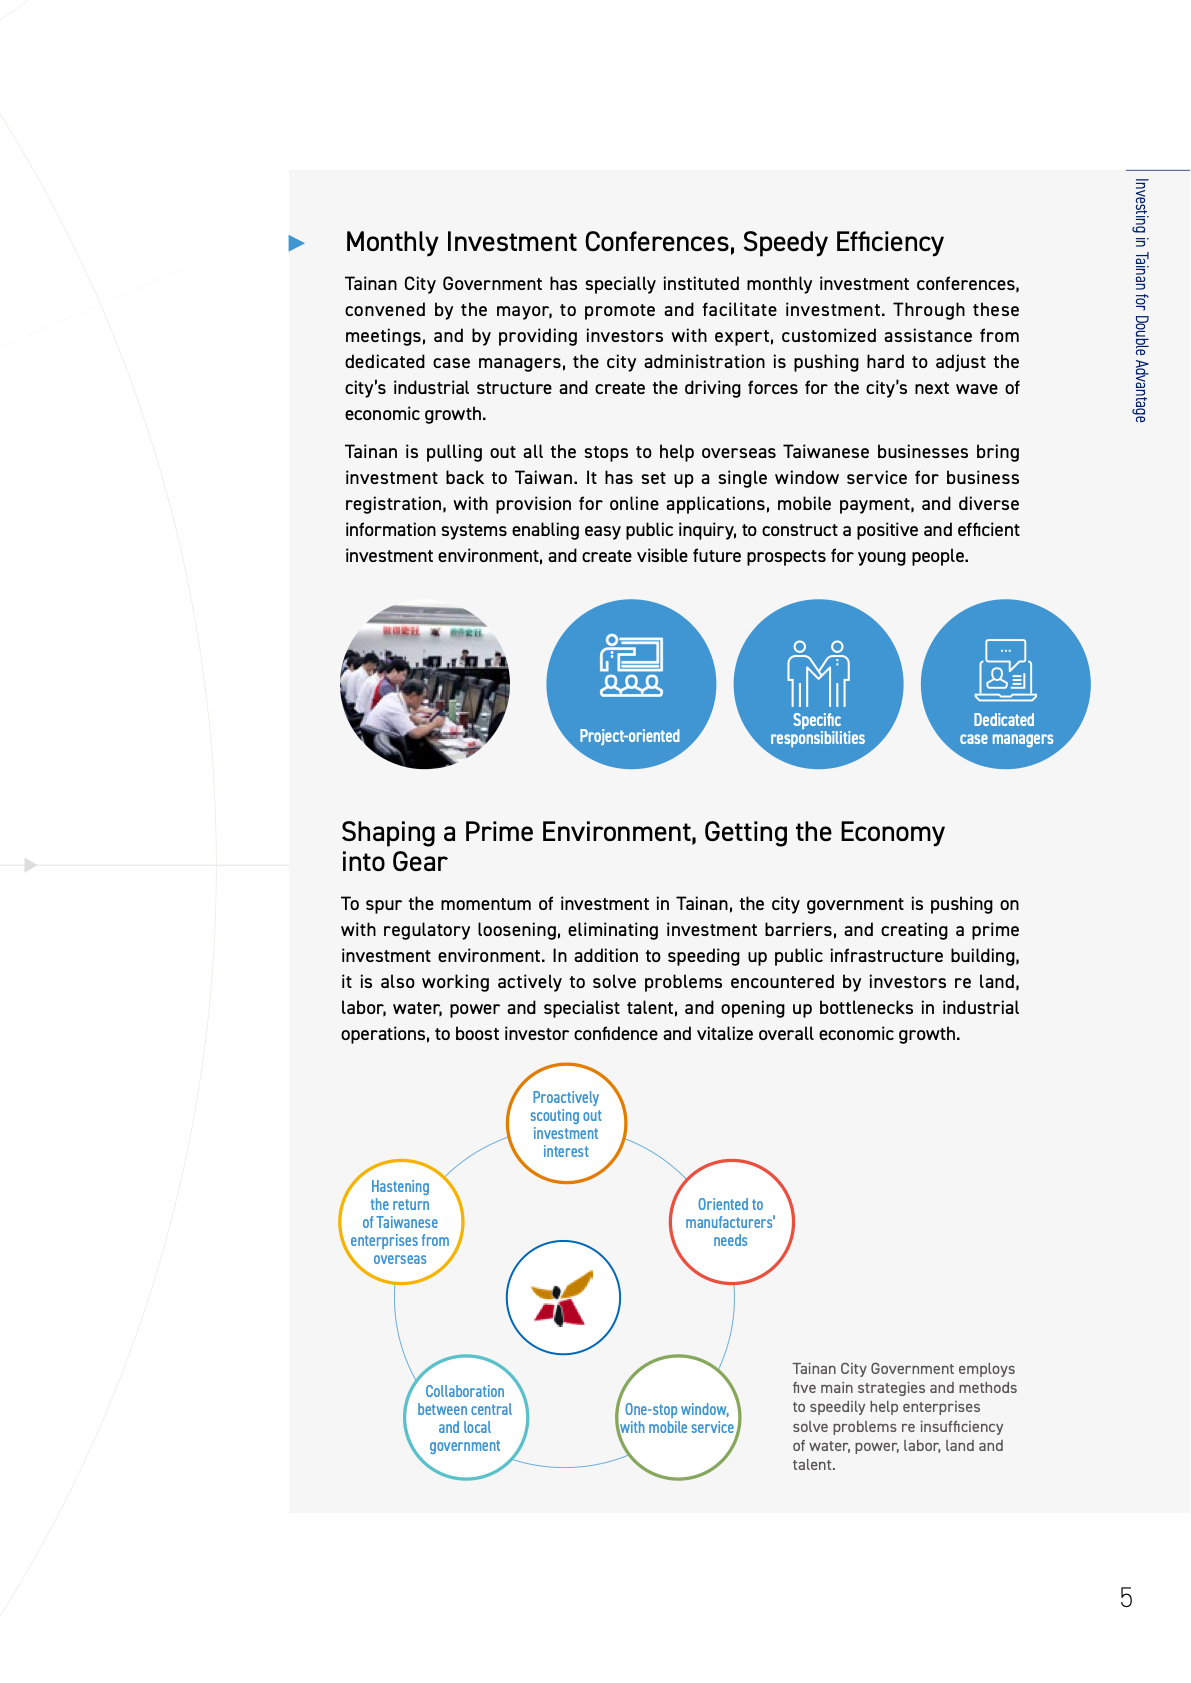 Investing in Tainan for Double Advantage
Monthly Investment Conferences, Speedy Efficiency
Tainan City Government has specially instituted monthly investment conferences,
convened by the mayor, to promote and facilitate investment. Through these
meetings, and by providing investors with expert, customized assistance from
dedicated case managers, the city administration is pushing hard to adjust the
city's industrial structure and create the driving forces for the city's next wave of
economic growth.
Tainan is pulling out all the stops to help overseas Taiwanese businesses bring
investment back to Taiwan. It has set up a single window service for business
registration, with provision for online applications, mobile payment, and diverse
information systems enabling easy public inquiry, to construct a positive and efficient
investment environment, and create visible future prospects for young people.
Project-oriented
Specific
responsibilities
Dedicated
case managers
Shaping a Prime Environment, Getting the Economy
into Gear
To spur the momentum of investment in Tainan, the city government is pushing on
with regulatory loosening, eliminating investment barriers, and creating a prime
investment environment. In addition to speeding up public infrastructure building,
it is also working actively to solve problems encountered by investors re land,
labor, water, power and specialist talent, and opening up bottlenecks in industrial
operations, to boost investor confidence and vitalize overall economic growth.
Proactively
scouting out
investment
interest
Hastening
the return
of Taiwanese
enterprises from
overseas
Oriented to
manufacturers'
needs
Collaboration
between central
and local
government
One-stop window,
with mobile service
Tainan City Government employs
five main strategies and methods
to speedily help enterprises
solve problems re insufficiency
of water, power, labor, land and
talent.
5